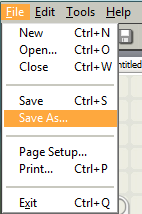 File Edit Tools Help
New Ctrl+N
Open... Ctrl+O
Close Ctrl+W
ntitled
Save Ctrl+S
Save As...
Page Setup...
Print... Ctrl+P
Exit Ctrl+Q